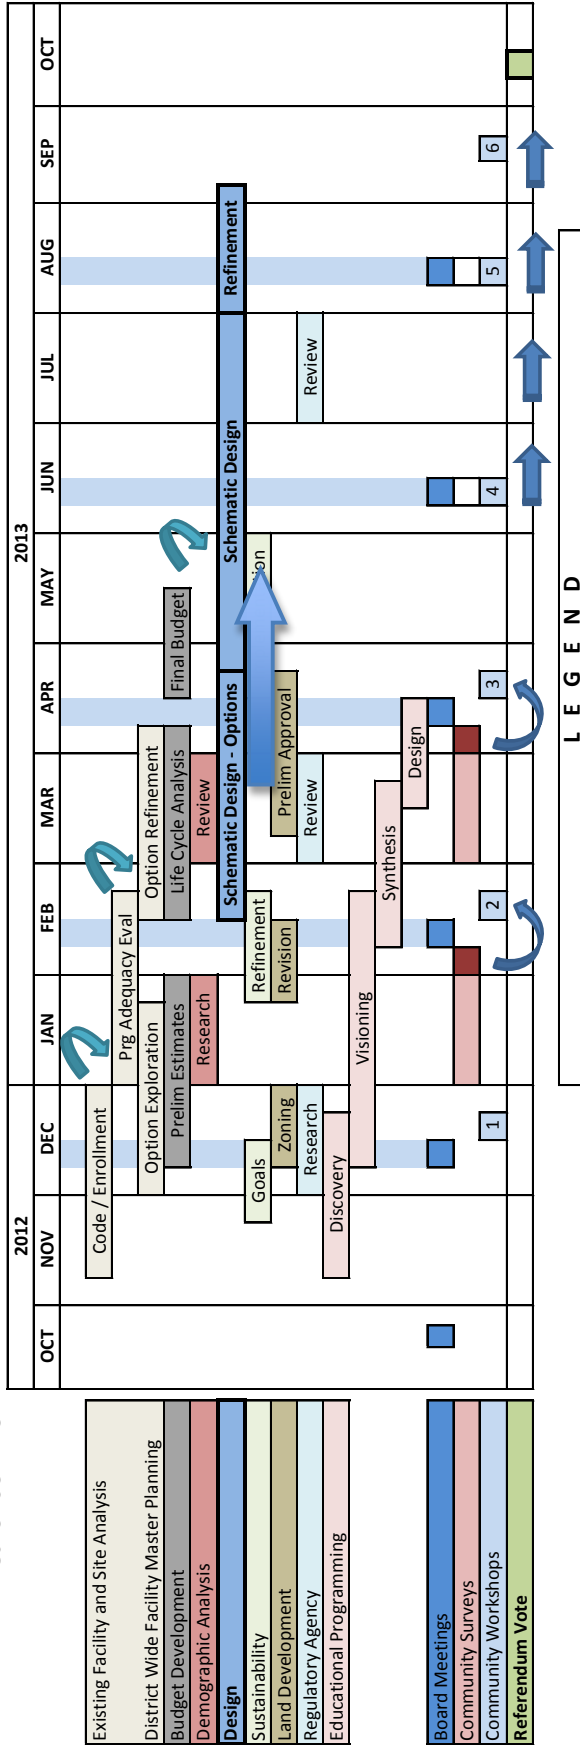 2012
2013
OCT
NOV
DEC
JAN
FEB
MAR
APR
MAY
JUN
JUL
AUG
SEP
OCT
Existing Facility and Site Analysis
Code / Enrollment
Prg Adequacy Eval
District Wide Facility Master Planning
Option Exploration
Option Refinement
Budget Development
Prelim Estimates
Life Cycle Analysis
Final Budget
Demographic Analysis
Research
Review
Design
Schematic Design - Options
Schematic Design
Refinement
Sustainability
Goals
Refinement
Land Development
Zoning
Revision
Prelim Approval
Regulatory Agency
Research
Review
Review
Educational Programming
Discovery
Visioning
Synthesis
Design
Board Meetings
Community Surveys
Community Workshops
1
2
3
4
5
6
Referendum Vote
L E G E N D